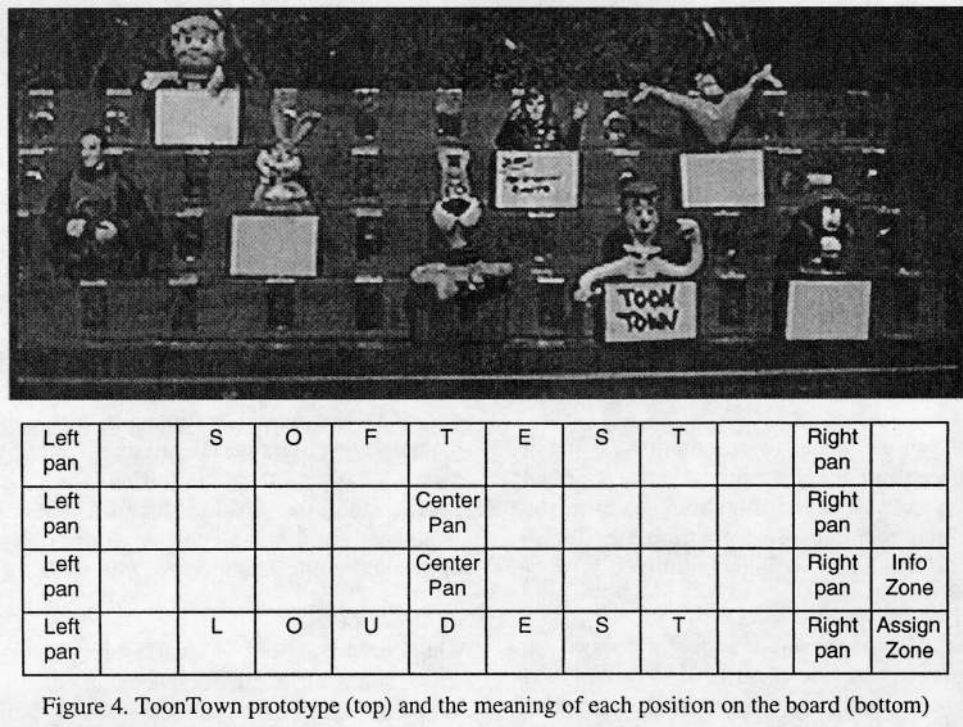 TOON
TOWN
Left pan S O F T E S T Right pan
Left pan Center Pan Right pan
Left pan Center Pan Right pan Info Zone
Left pan L O U D E S T Right pan Assign Zone
Figure 4. ToonTown prototype (top) and the meaning of each position on the board (bottom)